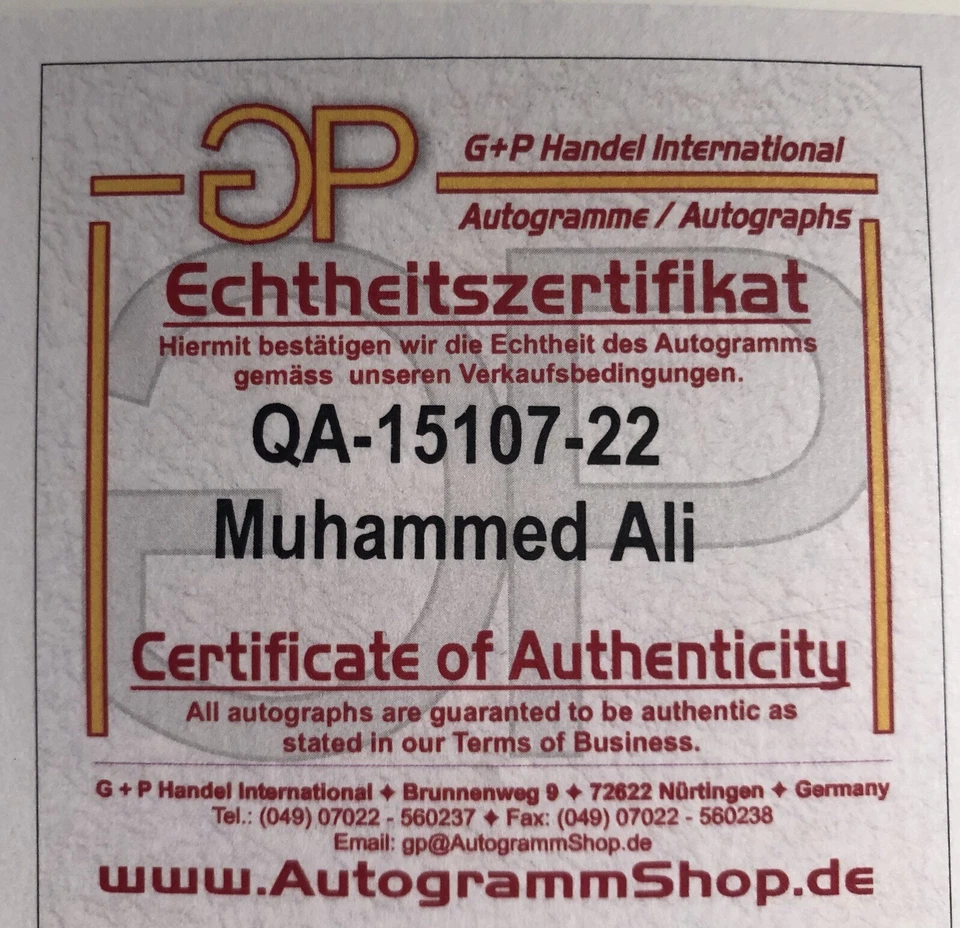 GP
G+P Handel International
Autogramme / Autographs
Echtheitszertifikat
Hiermit bestätigen wir die Echtheit des Autogramms
gemäss unseren Verkaufsbedingungen.
QA-15107-22
Muhammed Ali
Certificate of Authenticity
All autographs are guaranted to be authentic as
stated in our Terms of Business.
G + P Handel International ✦ Brunnenweg 9 ✦ 72622 Nürtingen ✦ Germany
Tel.: (049) 07022 - 560237 ✦ Fax: (049) 07022 - 560238
Email: gp@AutogrammShop.de
www.AutogrammShop.de